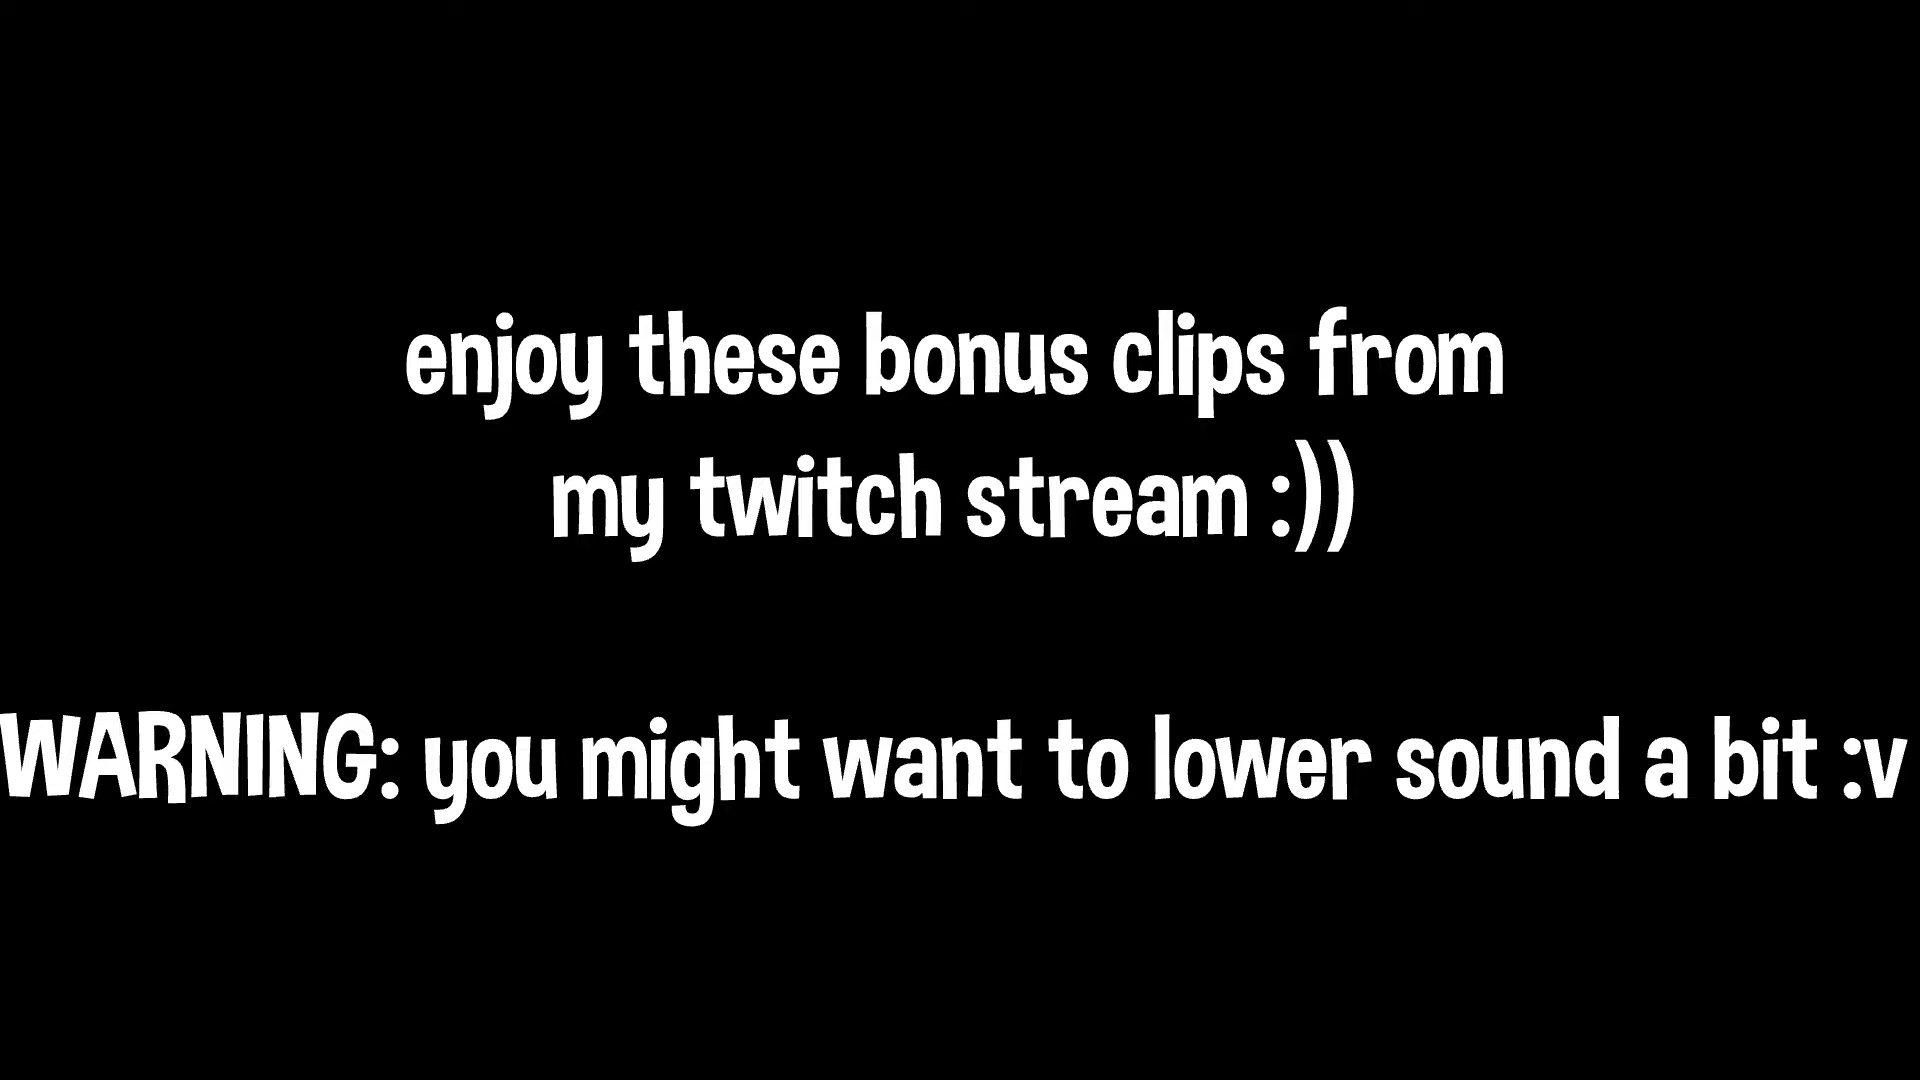 enjoy these bonus clips from
my twitch stream :))
WARNING: you might want to lower sound a bit :v